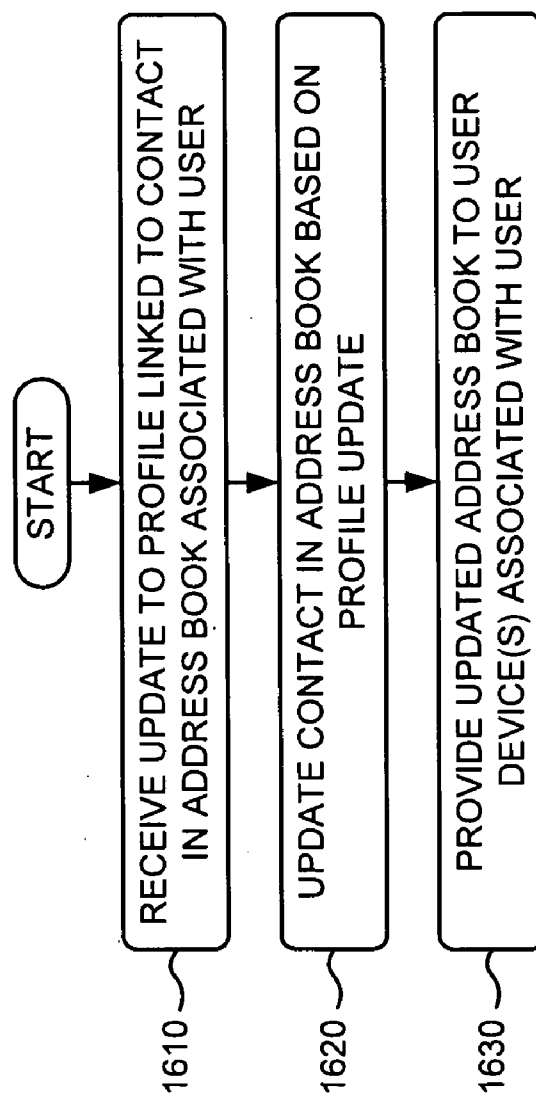 START
1610
RECEIVE UPDATE TO PROFILE LINKED TO CONTACT
IN ADDRESS BOOK ASSOCIATED WITH USER
1620
UPDATE CONTACT IN ADDRESS BOOK BASED ON
PROFILE UPDATE
1630
PROVIDE UPDATED ADDRESS BOOK TO USER
DEVICE(S) ASSOCIATED WITH USER